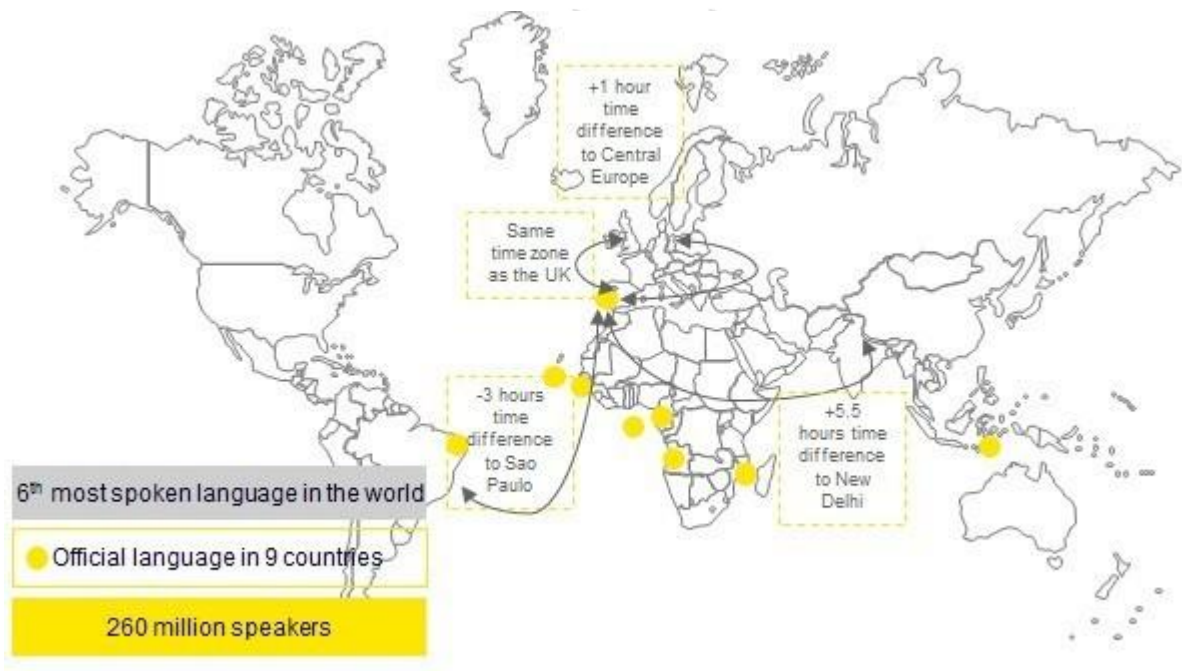 +1 hour
time
difference
to Central
Europe
Same
time zone
as the UK
-3 hours
time
difference
to Sao
Paulo
+5.5
hours time
difference
to New
Delhi
6th most spoken language in the world
Official language in 9 countries
260 million speakers